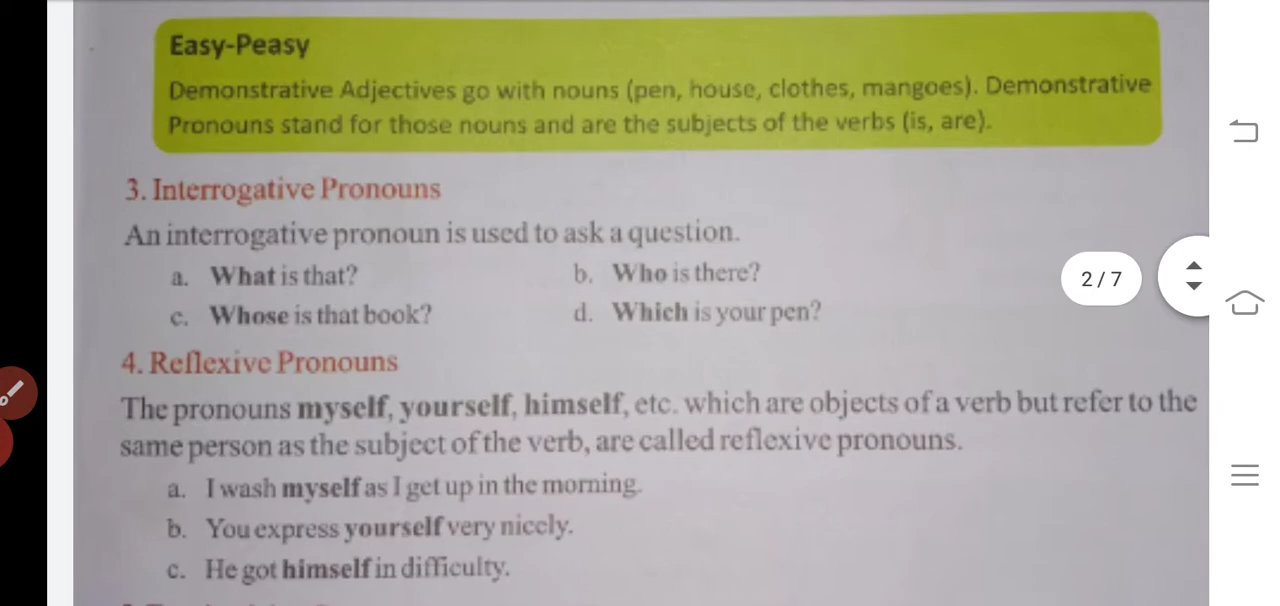 Easy-Peasy
Demonstrative Adjectives go with nouns (pen, house, clothes, mangoes). Demonstrative
Pronouns stand for those nouns and are the subjects of the verbs (is, are).
3. Interrogative Pronouns
An interrogative pronoun is used to ask a question.
a. What is that? b. Who is there?
2 / 7
c. Whose is that book? d. Which is your pen?
4. Reflexive Pronouns
The pronouns myself, yourself, himself, etc. which are objects of a verb but refer to the
same person as the subject of the verb, are called reflexive pronouns.
a. I wash myself as I get up in the morning.
b. You express yourself very nicely.
c. He got himself in difficulty.